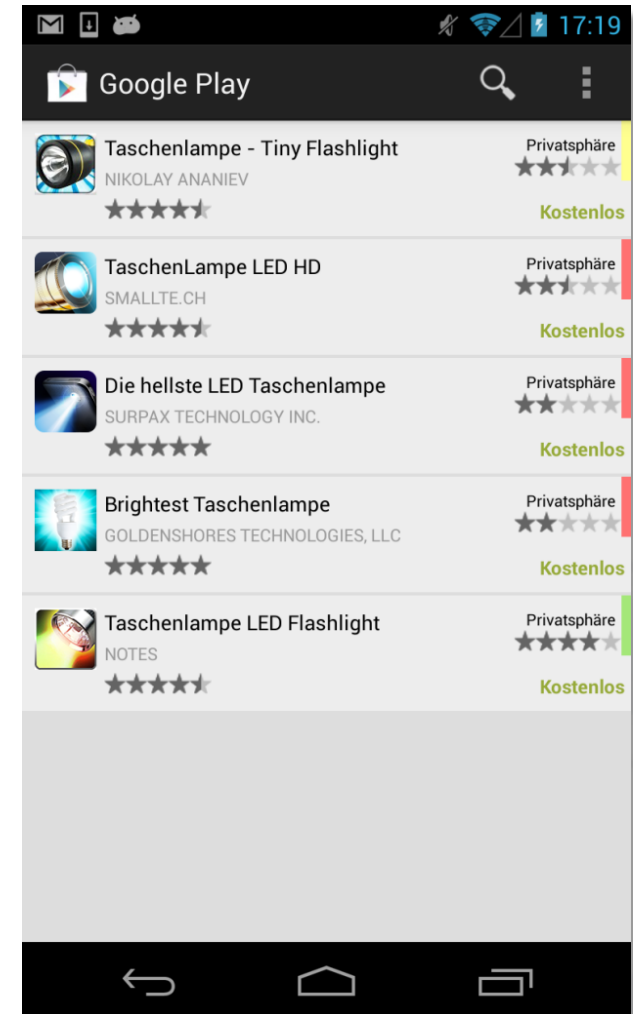 17:19
Google Play
Taschenlampe - Tiny Flashlight
Privatsphäre
NIKOLAY ANANIEV
Kostenlos
TaschenLampe LED HD
Privatsphäre
SMALLTE.CH
Kostenlos
Die hellste LED Taschenlampe
Privatsphäre
SURPAX TECHNOLOGY INC.
Kostenlos
Brightest Taschenlampe
Privatsphäre
GOLDENSHORES TECHNOLOGIES, LLC
Kostenlos
Taschenlampe LED Flashlight
Privatsphäre
NOTES
Kostenlos